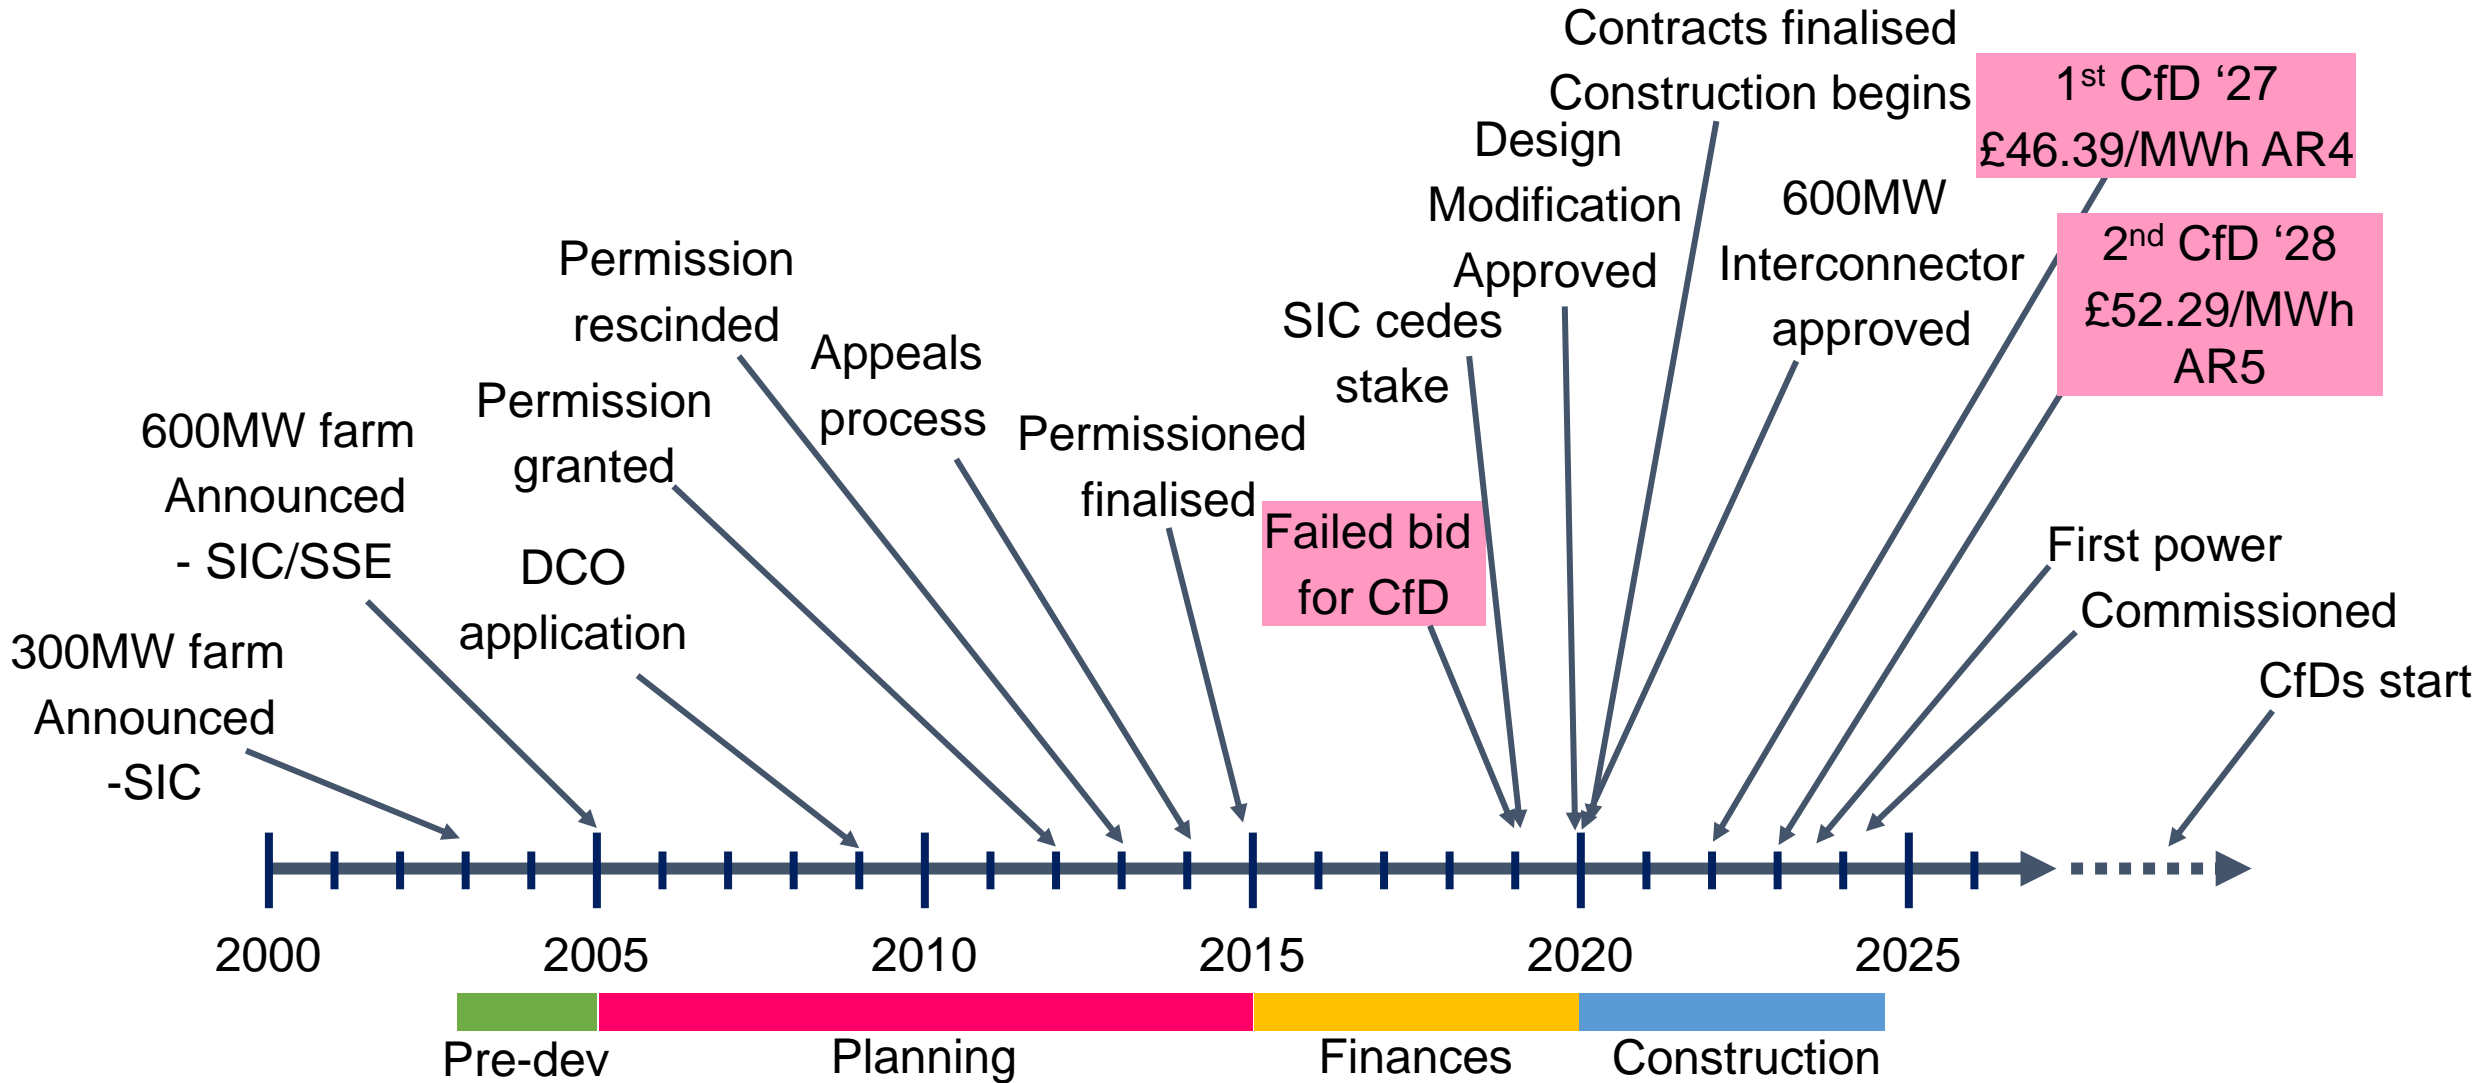 300MW farm
Announced
-SIC
600MW farm
Announced
- SIC/SSE
DCO
application
Permission
granted
Permission
rescinded
Appeals
process
Permissioned
finalised
Failed bid
for CfD
SIC cedes
stake
Design
Modification
Approved
Contracts finalised
Construction begins
600MW
Interconnector
approved
1st CfD ‘27
£46.39/MWh AR4
2nd CfD ‘28
£52.29/MWh
AR5
First power
Commissioned
CfDs start
2000
2005
2010
2015
2020
2025
Pre-dev
Planning
Finances
Construction